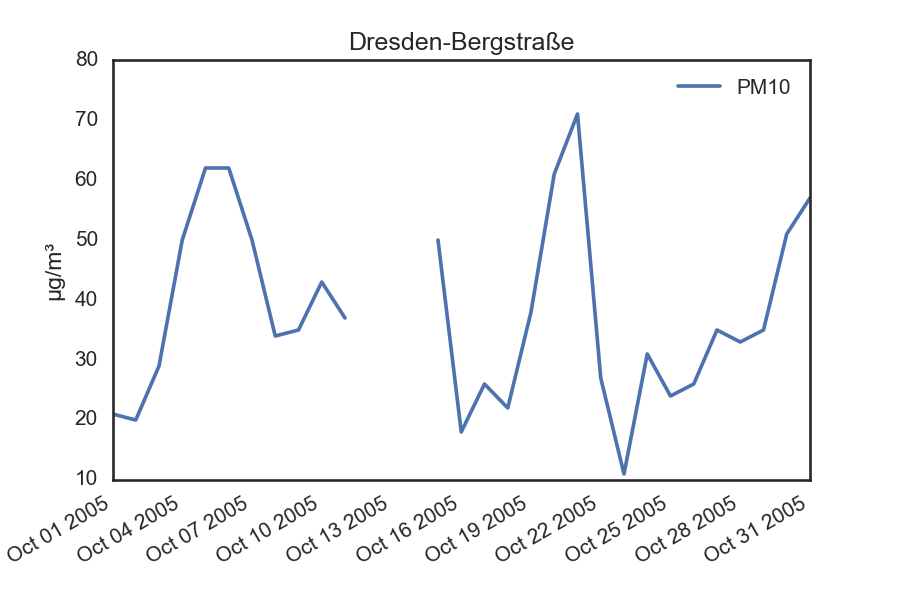 Dresden-Bergstraße
80
70
60
50
40
30
20
10
µg/m³
PM10
Oct 01 2005
Oct 04 2005
Oct 07 2005
Oct 10 2005
Oct 13 2005
Oct 16 2005
Oct 19 2005
Oct 22 2005
Oct 25 2005
Oct 28 2005
Oct 31 2005